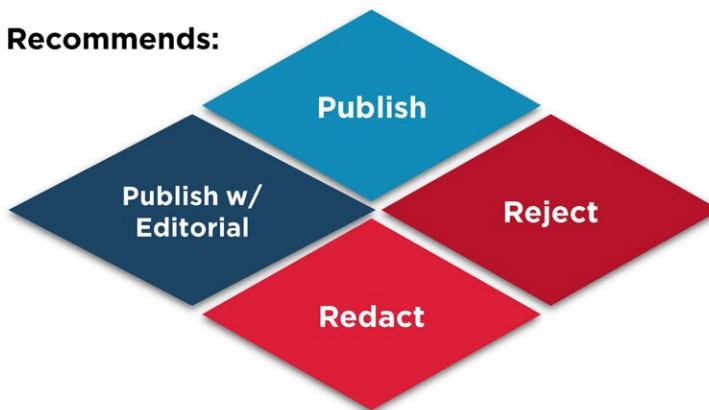 Recommends:
Publish
Publish w/
Editorial
Reject
Redact